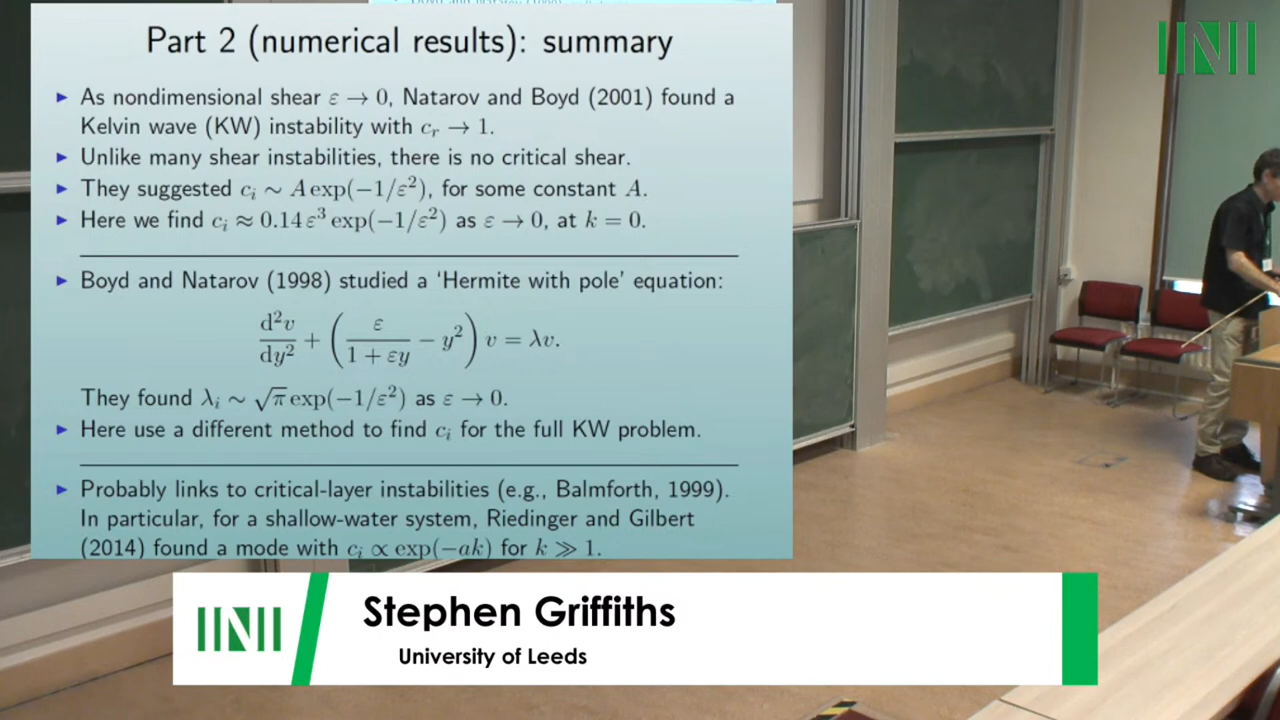 Part 2 (numerical results): summary
▶ As nondimensional shear ε → 0, Natarov and Boyd (2001) found a
Kelvin wave (KW) instability with c_r → 1.
▶ Unlike many shear instabilities, there is no critical shear.
▶ They suggested c_i ∼ A exp(−1/ε²), for some constant A.
▶ Here we find c_i ≈ 0.14 ε³ exp(−1/ε²) as ε → 0, at k = 0.
▶ Boyd and Natarov (1998) studied a ‘Hermite with pole’ equation:
d²v/dy² + (ε/(1 + εy) − y²) v = λv.
They found λ_i ∼ √π exp(−1/ε²) as ε → 0.
▶ Here use a different method to find c_i for the full KW problem.
▶ Probably links to critical-layer instabilities (e.g., Balmforth, 1999).
In particular, for a shallow-water system, Riedinger and Gilbert
(2014) found a mode with c_i ∝ exp(−ak) for k ≫ 1.
Stephen Griffiths
University of Leeds